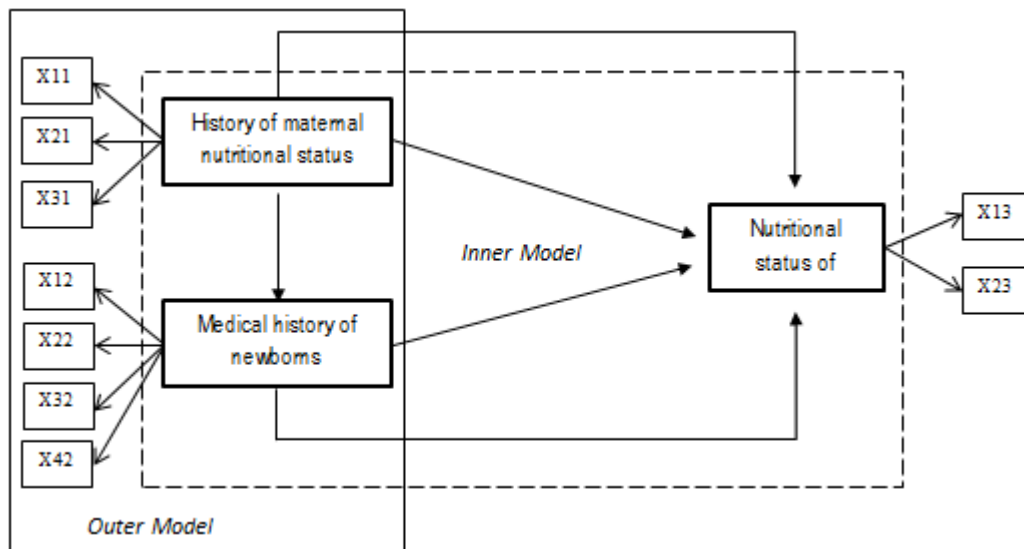 X11
X21
X31
History of maternal
nutritional status
X12
X22
X32
X42
Medical history of
newborns
Inner Model
Nutritional
status of
X13
X23
Outer Model